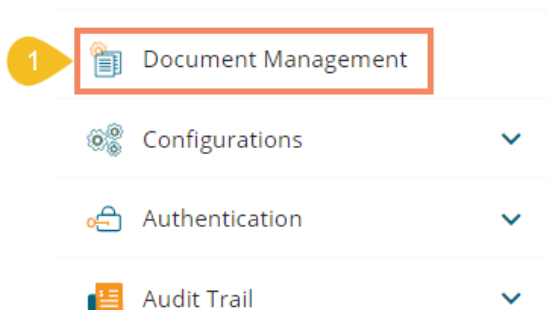 1 Document Management
Configurations
Authentication
Audit Trail